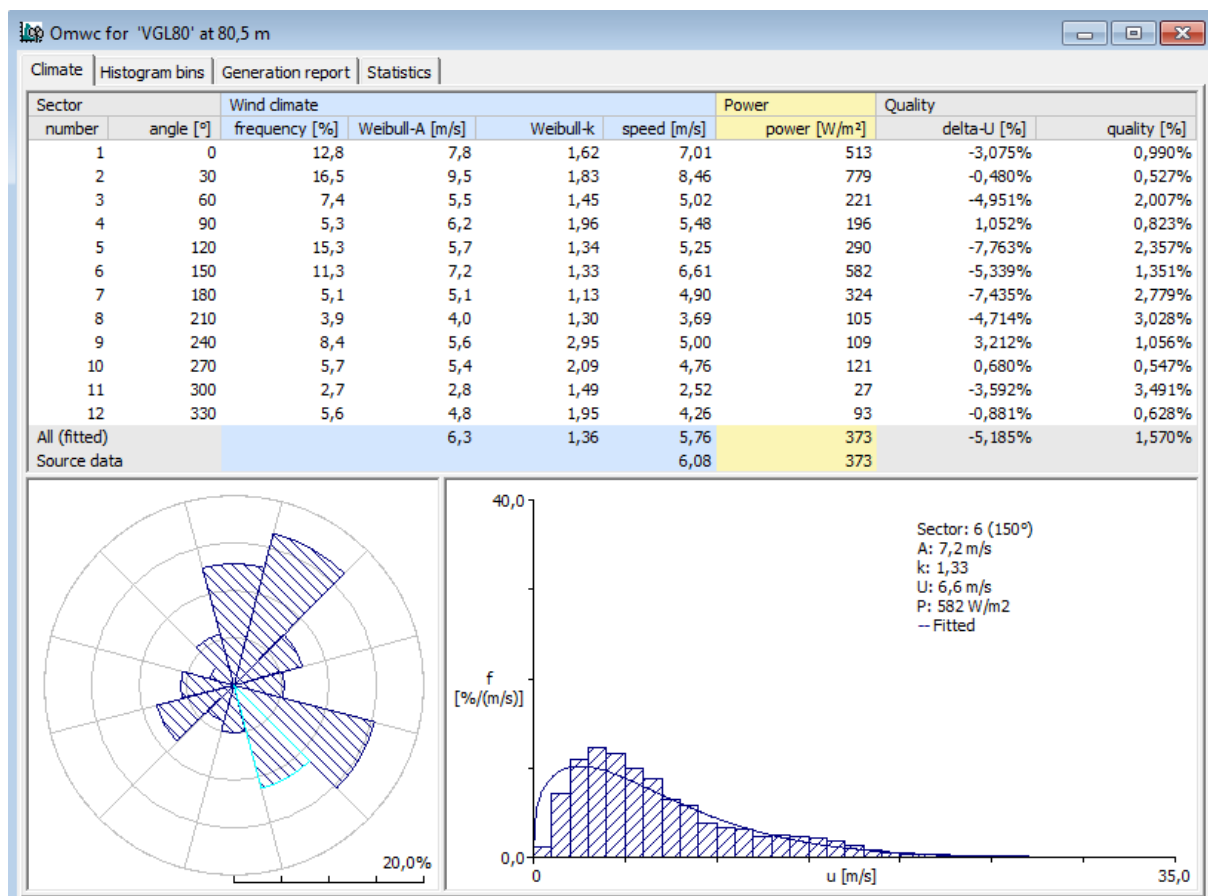 Omwc for 'VGL80' at 80,5 m
Climate Histogram bins Generation report Statistics
Sector Wind climate Power Quality
number angle [º] frequency [%] Weibull-A [m/s] Weibull-k speed [m/s] power [W/m²] delta-U [%] quality [%]
1 0 12,8 7,8 1,62 7,01 513 -3,075% 0,990%
2 30 16,5 9,5 1,83 8,46 779 -0,480% 0,527%
3 60 7,4 5,5 1,45 5,02 221 -4,951% 2,007%
4 90 5,3 6,2 1,96 5,48 196 1,052% 0,823%
5 120 15,3 5,7 1,34 5,25 290 -7,763% 2,357%
6 150 11,3 7,2 1,33 6,61 582 -5,339% 1,351%
7 180 5,1 5,1 1,13 4,90 324 -7,435% 2,779%
8 210 3,9 4,0 1,30 3,69 105 -4,714% 3,028%
9 240 8,4 5,6 2,95 5,00 109 3,212% 1,056%
10 270 5,7 5,4 2,09 4,76 121 0,680% 0,547%
11 300 2,7 2,8 1,49 2,52 27 -3,592% 3,491%
12 330 5,6 4,8 1,95 4,26 93 -0,881% 0,628%
All (fitted) 6,3 1,36 5,76 373 -5,185% 1,570%
Source data 6,08 373
20,0%
40,0
Sector: 6 (150º)
A: 7,2 m/s
k: 1,33
U: 6,6 m/s
P: 582 W/m2
-- Fitted
f
[%/(m/s)]
0,0
0 u [m/s] 35,0